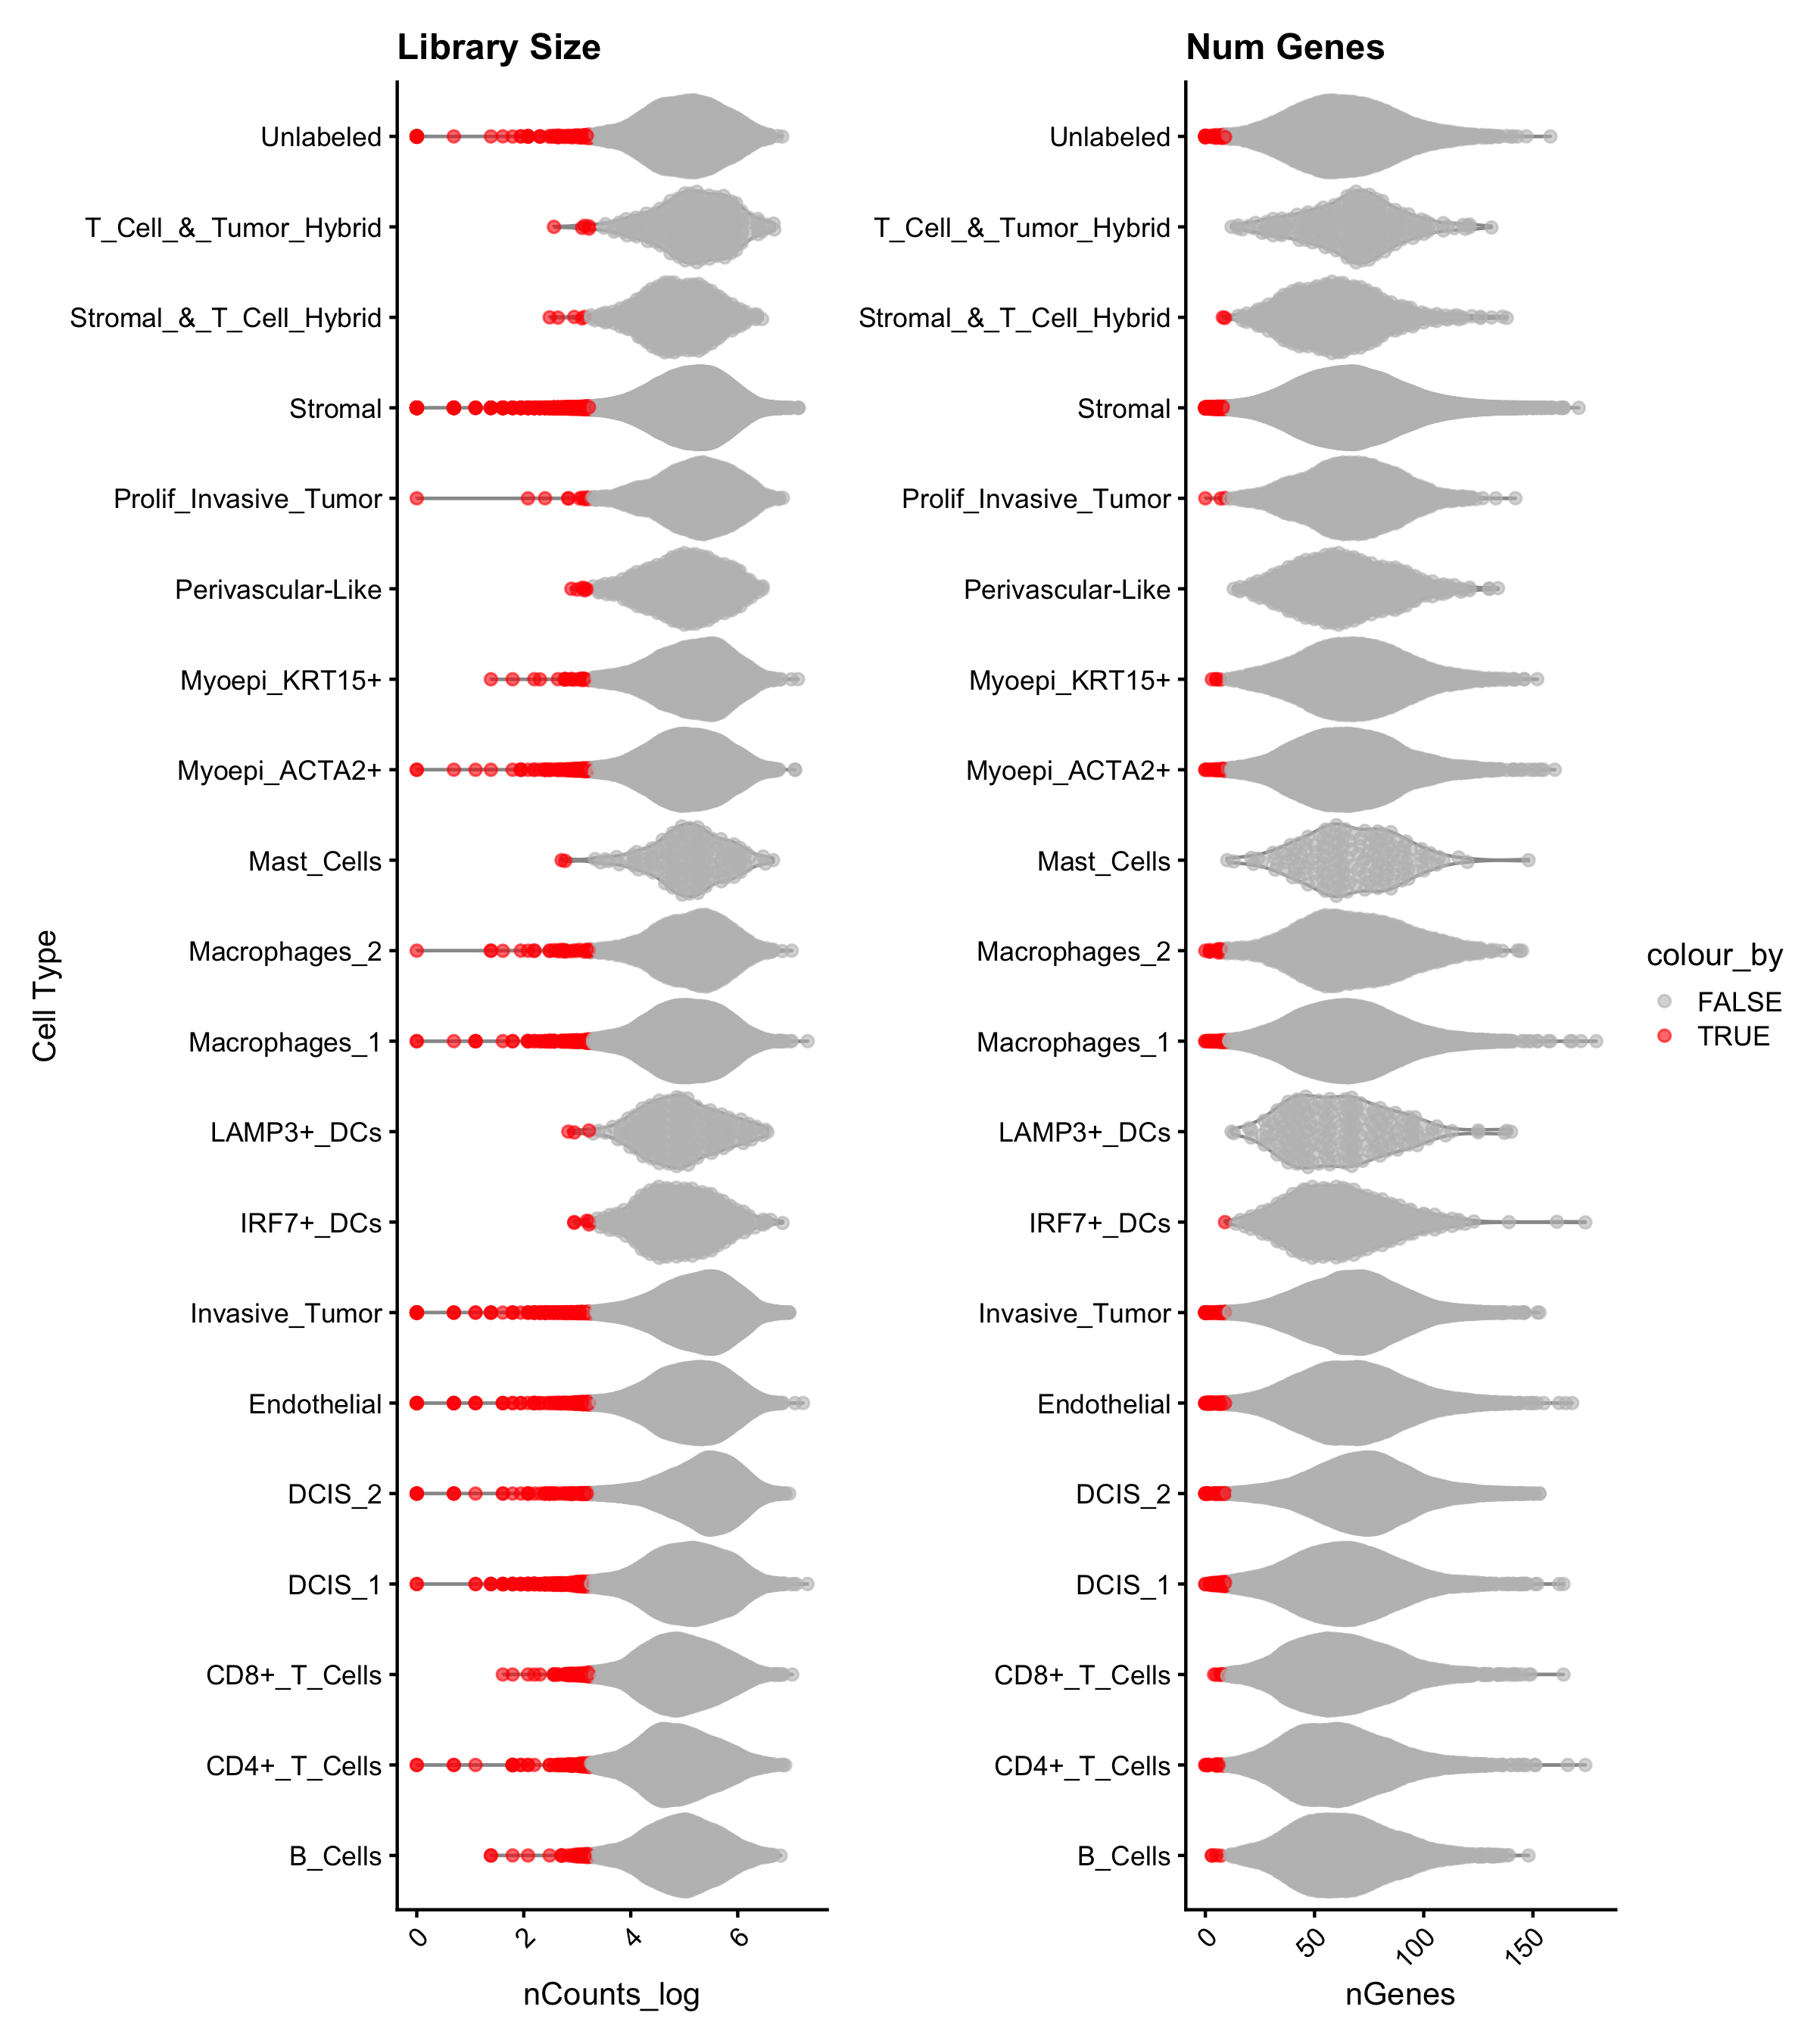 Library Size
Num Genes
Cell Type
Unlabeled
T_Cell_&_Tumor_Hybrid
Stromal_&_T_Cell_Hybrid
Stromal
Prolif_Invasive_Tumor
Perivascular-Like
Myoepi_KRT15+
Myoepi_ACTA2+
Mast_Cells
Macrophages_2
Macrophages_1
LAMP3+_DCs
IRF7+_DCs
Invasive_Tumor
Endothelial
DCIS_2
DCIS_1
CD8+_T_Cells
CD4+_T_Cells
B_Cells
0
2
4
6
nCounts_log
Unlabeled
T_Cell_&_Tumor_Hybrid
Stromal_&_T_Cell_Hybrid
Stromal
Prolif_Invasive_Tumor
Perivascular-Like
Myoepi_KRT15+
Myoepi_ACTA2+
Mast_Cells
Macrophages_2
Macrophages_1
LAMP3+_DCs
IRF7+_DCs
Invasive_Tumor
Endothelial
DCIS_2
DCIS_1
CD8+_T_Cells
CD4+_T_Cells
B_Cells
0
50
100
150
nGenes
colour_by
FALSE
TRUE